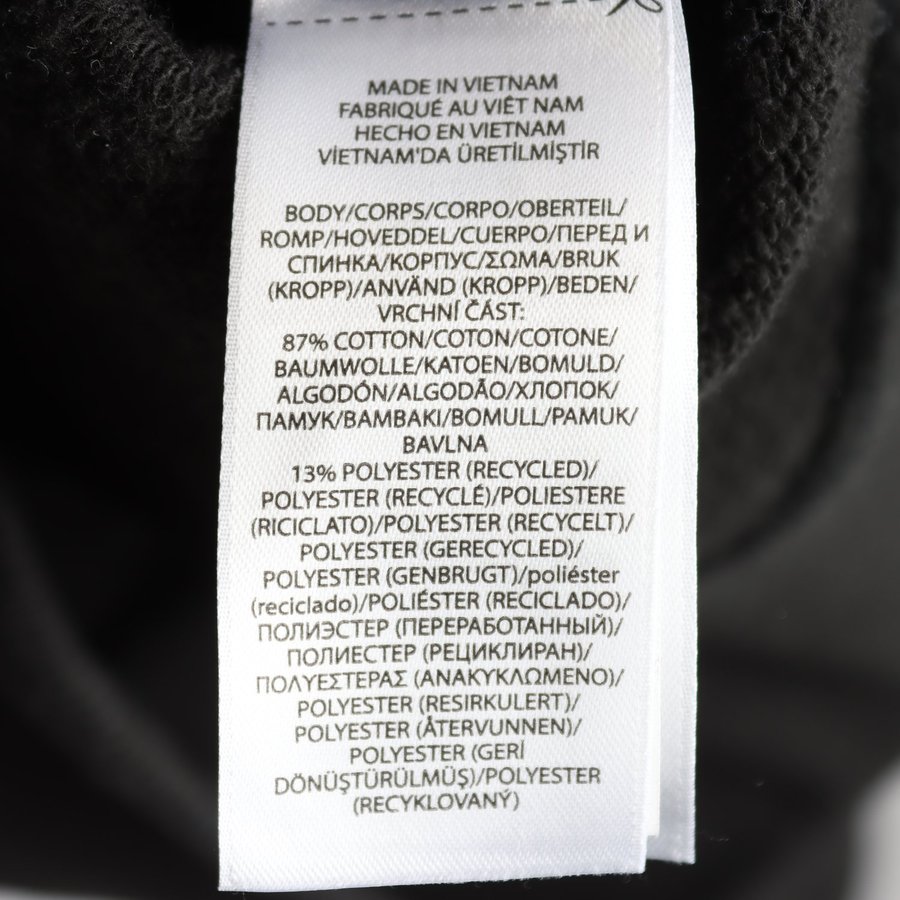 MADE IN VIETNAM
FABRIQUÉ AU VIÊT NAM
HECHO EN VIETNAM
VİETNAM'DA ÜRETİLMİŞTİR
BODY/CORPS/CORPO/OBERTEIL/
ROMP/HOVEDDEL/CUERPO/ПЕРЕД И
СПИНКА/КОРПУС/ΣΩΜΑ/BRUK
(KROPP)/ANVÄND (KROPP)/BEDEN/
VRCHNÍ ČÁST:
87% COTTON/COTON/COTONE/
BAUMWOLLE/KATOEN/BOMULD/
ALGODÓN/ALGODÃO/ХЛОПОК/
ПАМУК/ΒΑΜΒΑΚΙ/BOMULL/PAMUK/
BAVLNA
13% POLYESTER (RECYCLED)/
POLYESTER (RECYCLÉ)/POLIESTERE
(RICICLATO)/POLYESTER (RECYCELT)/
POLYESTER (GERECYCLED)/
POLYESTER (GENBRUGT)/poliéster
(reciclado)/POLIÉSTER (RECICLADO)/
ПОЛИЭСТЕР (ПЕРЕРАБОТАННЫЙ)/
ПОЛИЕСТЕР (РЕЦИКЛИРАН)/
ΠΟΛΥΕΣΤΕΡΑΣ (ΑΝΑΚΥΚΛΩΜΕΝΟ)/
POLYESTER (RESIRKULERT)/
POLYESTER (ÅTERVUNNEN)/
POLYESTER (GERİ
DÖNÜŞTÜRÜLMÜŞ)/POLYESTER
(RECYKLOVANÝ)